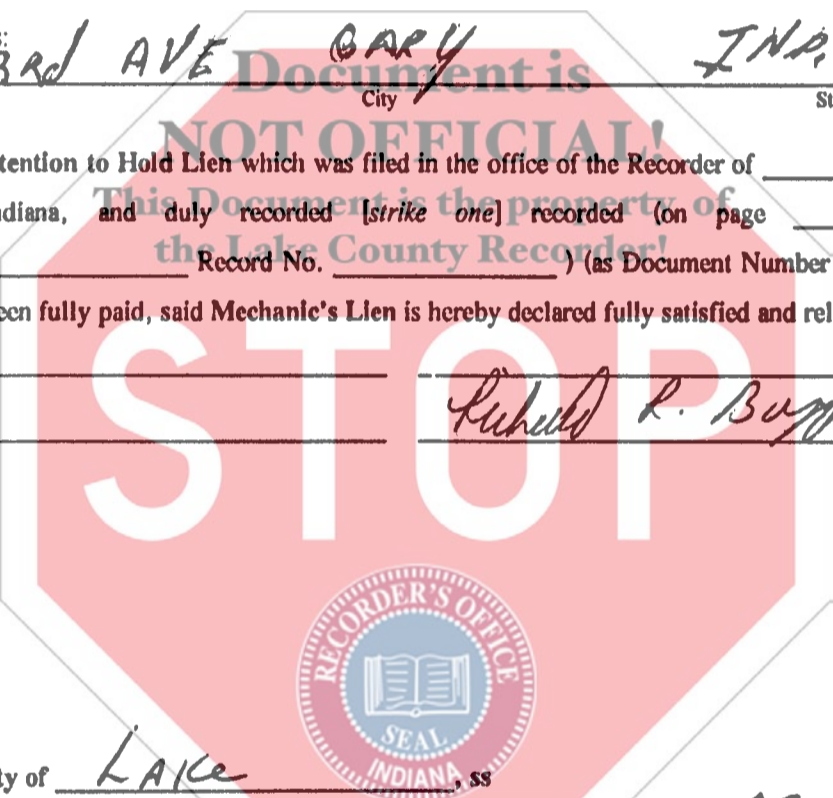 3rd AVE GARY IND.
City
Document is
NOT OFFICIAL!
tention to Hold Lien which was filed in the office of the Recorder of
This Document is the property of
ndiana, and duly recorded [strike one] recorded (on page
the Lake County Recorder!
Record No. ) (as Document Number
een fully paid, said Mechanic's Lien is hereby declared fully satisfied and rel
R.
STOP
RECORDER'S OFFICE
SEAL
INDIANA
ty of LAKe , ss